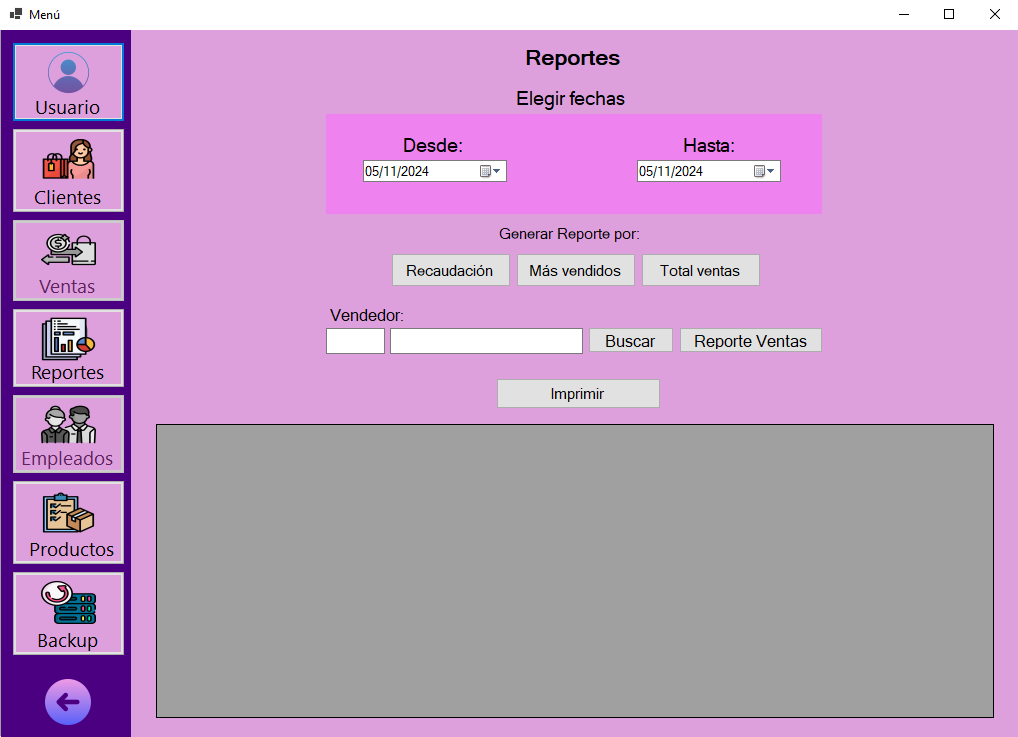 Menú
Usuario
Clientes
Ventas
Reportes
Empleados
Productos
Backup
Reportes
Elegir fechas
Desde: Hasta:
05/11/2024 05/11/2024
Generar Reporte por:
Recaudación Más vendidos Total ventas
Vendedor:
Buscar Reporte Ventas
Imprimir